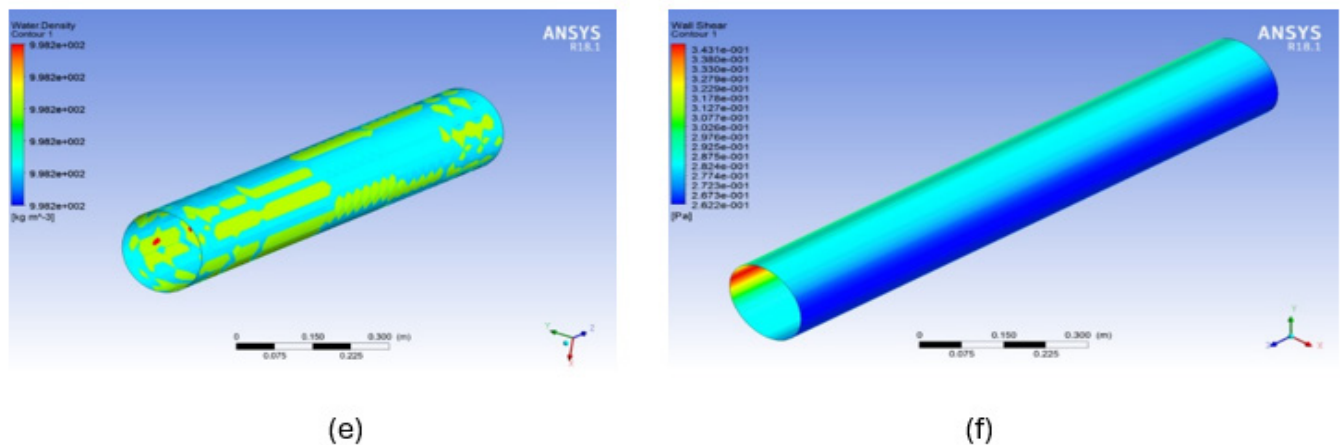 Water.Density
Contour 1
9.982e+002
9.982e+002
9.982e+002
9.982e+002
9.982e+002
9.982e+002
[kg m^-3]
ANSYS
R18.1
0 0.150 0.300 (m)
0.075 0.225
Y Z
X
(e)
Wall Shear
Contour 1
3.431e-001
3.380e-001
3.330e-001
3.279e-001
3.229e-001
3.178e-001
3.127e-001
3.077e-001
3.026e-001
2.976e-001
2.925e-001
2.875e-001
2.824e-001
2.774e-001
2.723e-001
2.673e-001
2.622e-001
[Pa]
ANSYS
R18.1
0 0.150 0.300 (m)
0.075 0.225
Y
X
(f)